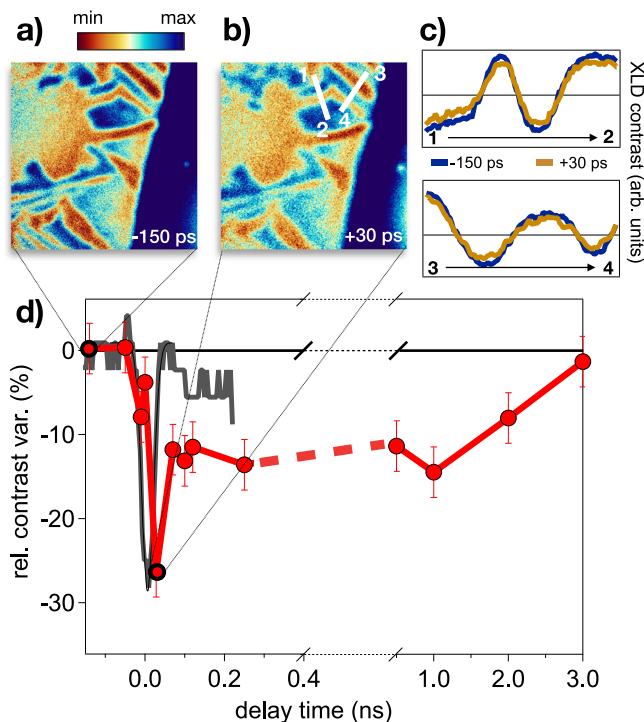 a) min max b) c)
1 3
2 4
-150 ps +30 ps
1 2
-150 ps +30 ps
3 4
XLD contrast (arb. units)
d)
rel. contrast var. (%)
0
-10
-20
-30
0.0 0.2 0.4 1.0 2.0 3.0
delay time (ns)